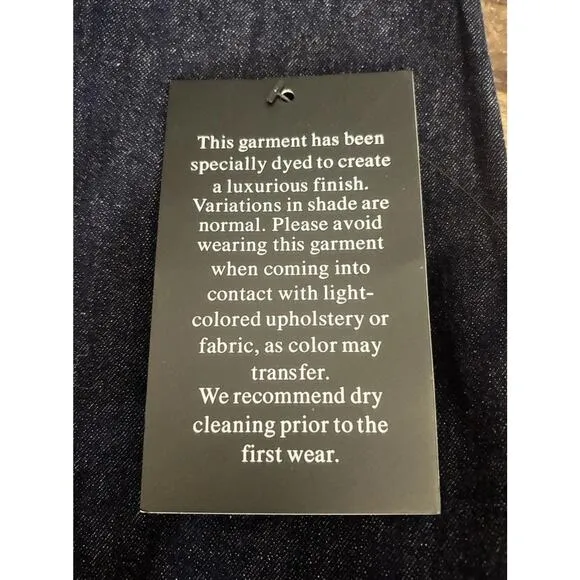 This garment has been
specially dyed to create
a luxurious finish.
Variations in shade are
normal. Please avoid
wearing this garment
when coming into
contact with light-
colored upholstery or
fabric, as color may
transfer.
We recommend dry
cleaning prior to the
first wear.